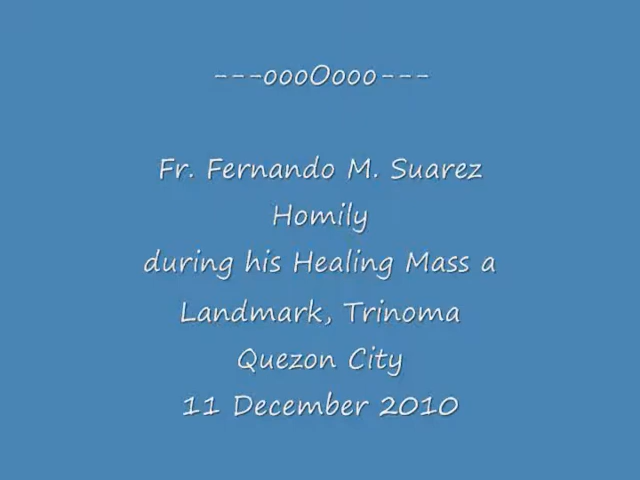 ---oooOooo---
Fr. Fernando M. Suarez
Homily
during his Healing Mass a
Landmark, Trinoma
Quezon City
11 December 2010